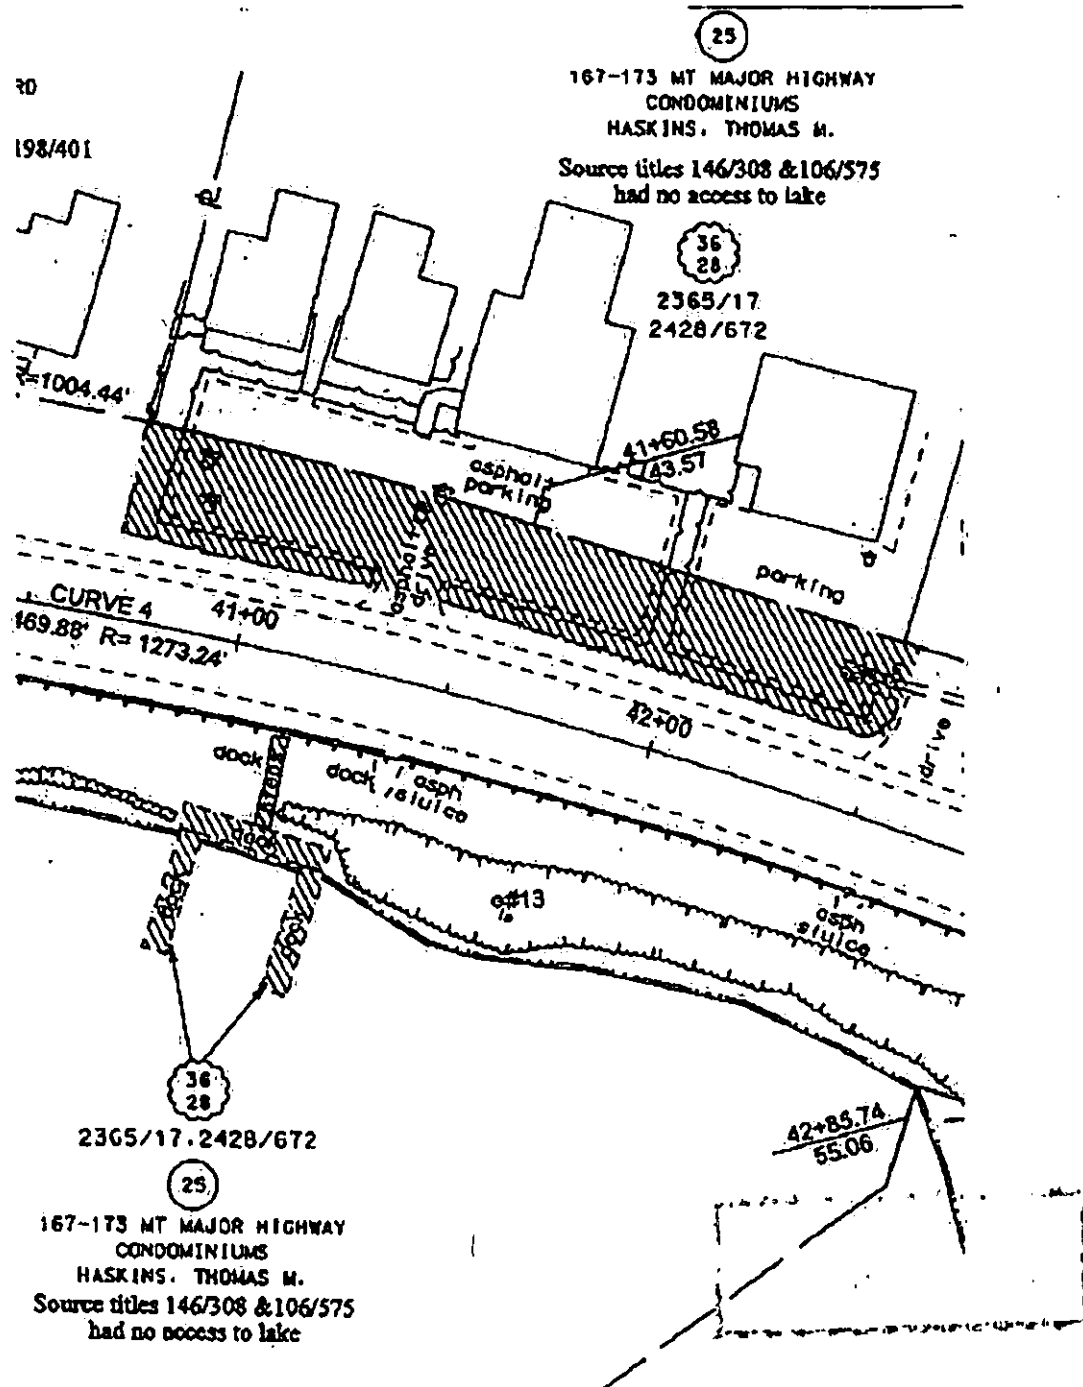 25
167-173 MT MAJOR HIGHWAY
CONDOMINIUMS
HASKINS, THOMAS M.
Source titles 146/308 &106/575
had no access to lake
36
28
2365/17
2428/672
RD
198/401
R=1004.44'
41+60.58
43.57
asphalt
parking
asphalt
drive
parking
CURVE 4
41+00
169.88' R= 1273.24'
42+00
drive
dock
dock
asph
sluice
dock
#13
asph
sluice
36
28
2365/17,2428/672
25
167-173 MT MAJOR HIGHWAY
CONDOMINIUMS
HASKINS, THOMAS M.
Source titles 146/308 &106/575
had no access to lake
42+85.74
55.06